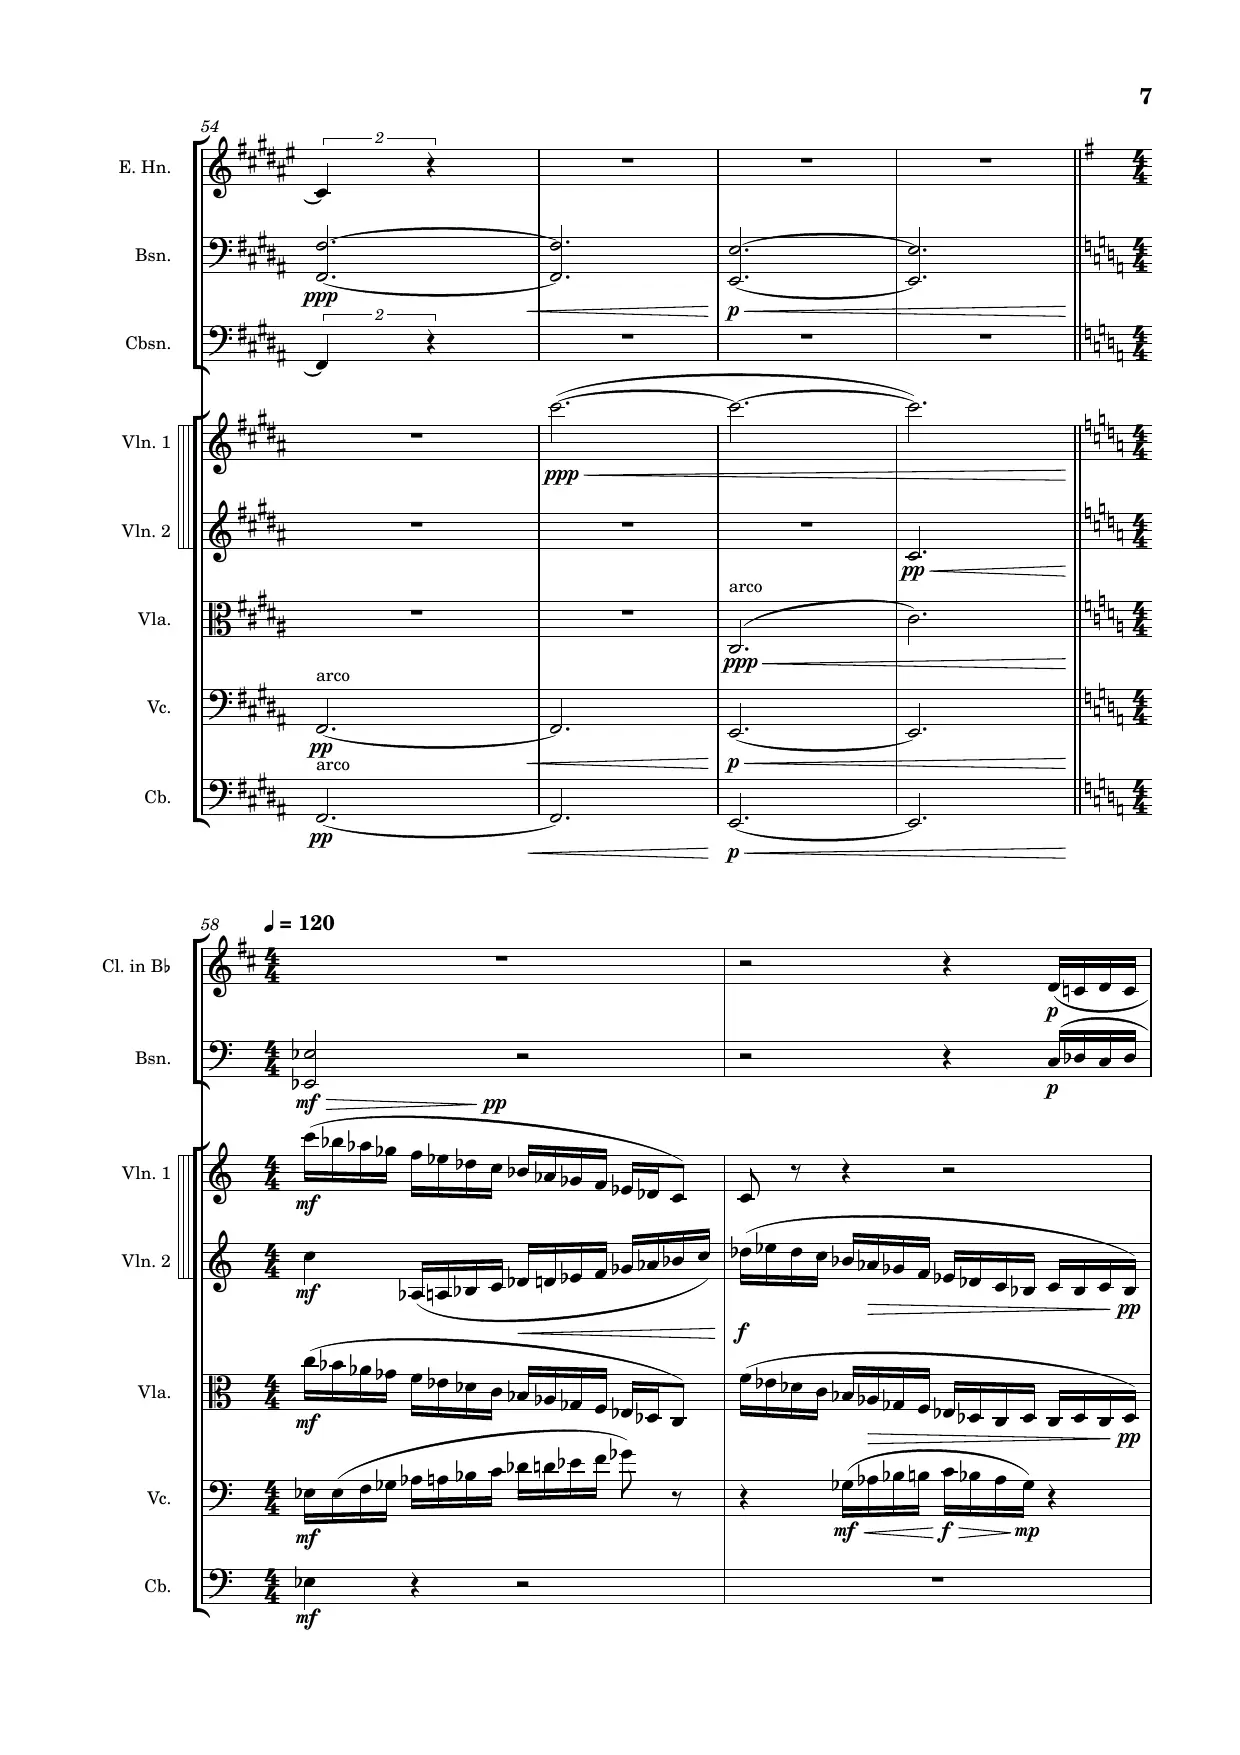 7
54
2
E. Hn.
Bsn.
ppp
p
2
Cbsn.
Vln. 1
ppp
Vln. 2
pp
arco
Vla.
ppp
arco
Vc.
pp
p
arco
Cb.
pp
p
58
♩ = 120
Cl. in B♭
p
Bsn.
mf
pp
p
Vln. 1
mf
Vln. 2
mf
pp
f
Vla.
mf
pp
Vc.
mf
mf
f
mp
Cb.
mf